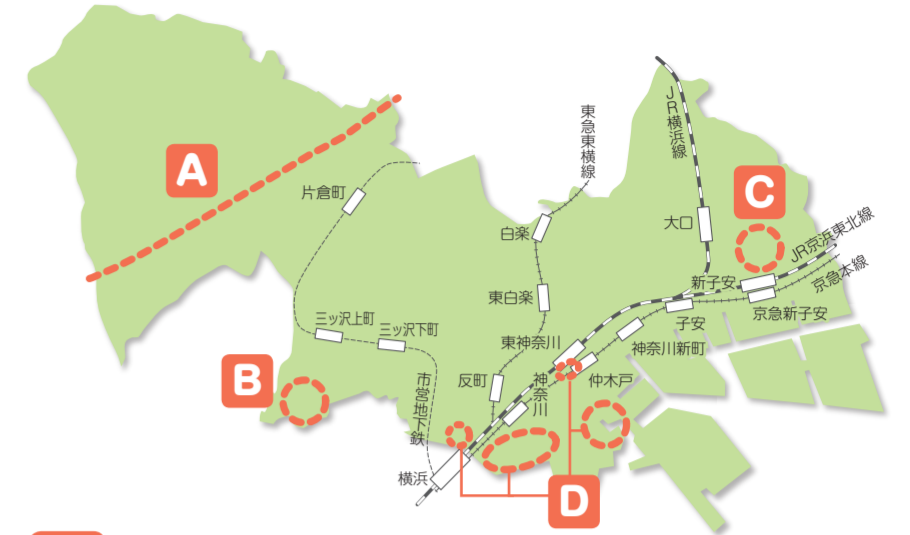 A
B
C
D
東急東横線
JR横浜線
片倉町
大口
白楽
JR京浜東北線
京急本線
新子安
東白楽
三ッ沢上町
三ッ沢下町
子安
京急新子安
東神奈川
神奈川新町
反町
神奈川
仲木戸
市営地下鉄
横浜